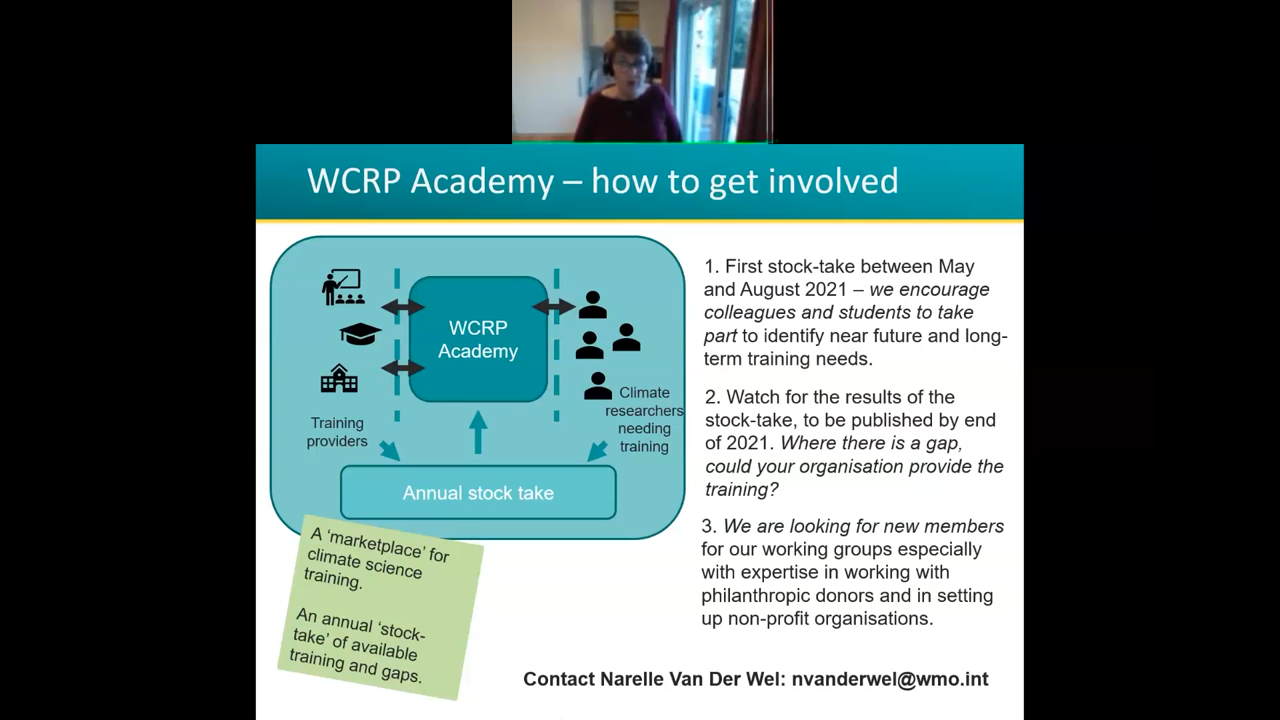 WCRP Academy – how to get involved
WCRP
Academy
Training
providers
Climate
researchers
needing
training
Annual stock take
A ‘marketplace’ for
climate science
training.
An annual ‘stock-
take’ of available
training and gaps.
1. First stock-take between May
and August 2021 – we encourage
colleagues and students to take
part to identify near future and long-
term training needs.
2. Watch for the results of the
stock-take, to be published by end
of 2021. Where there is a gap,
could your organisation provide the
training?
3. We are looking for new members
for our working groups especially
with expertise in working with
philanthropic donors and in setting
up non-profit organisations.
Contact Narelle Van Der Wel: nvanderwel@wmo.int